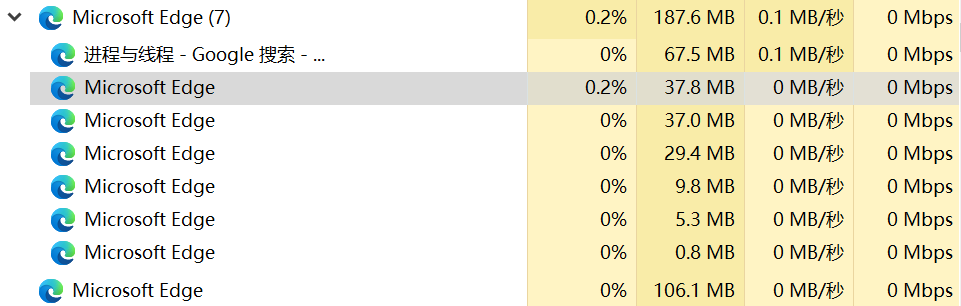 Microsoft Edge (7) 0.2% 187.6 MB 0.1 MB/秒 0 Mbps
进程与线程 - Google 搜索 - ... 0% 67.5 MB 0.1 MB/秒 0 Mbps
Microsoft Edge 0.2% 37.8 MB 0 MB/秒 0 Mbps
Microsoft Edge 0% 37.0 MB 0 MB/秒 0 Mbps
Microsoft Edge 0% 29.4 MB 0 MB/秒 0 Mbps
Microsoft Edge 0% 9.8 MB 0 MB/秒 0 Mbps
Microsoft Edge 0% 5.3 MB 0 MB/秒 0 Mbps
Microsoft Edge 0% 0.8 MB 0 MB/秒 0 Mbps
Microsoft Edge 0% 106.1 MB 0 MB/秒 0 Mbps